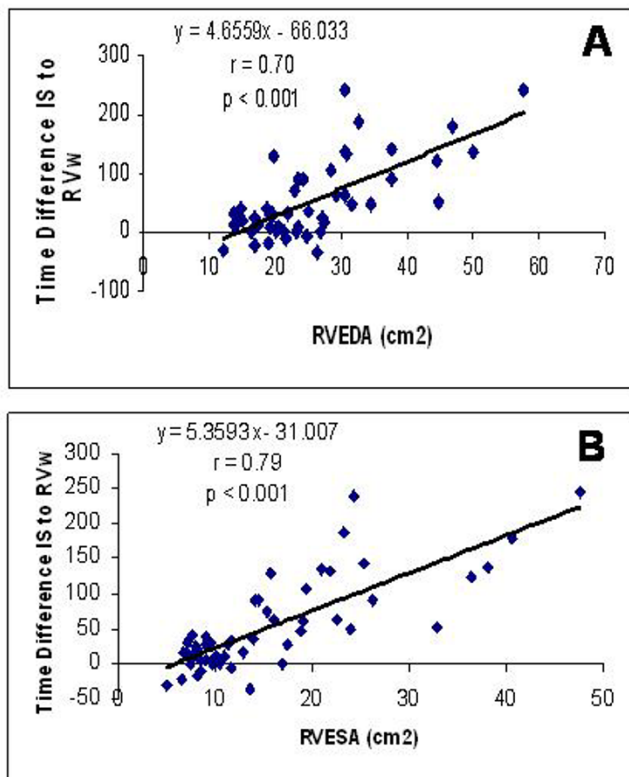 y = 4.6559x - 66.033
A
r = 0.70
p < 0.001
Time Difference IS to
RVw
300
200
100
0
-100
0
10
20
30
40
50
60
70
RVEDA (cm2)
y = 5.3593x - 31.007
B
r = 0.79
p < 0.001
Time Difference IS to RVw
300
250
200
150
100
50
0
-50
0
10
20
30
40
50
RVESA (cm2)